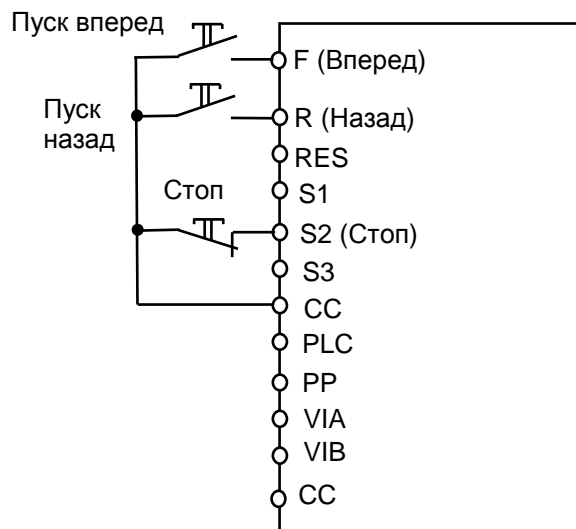 Пуск вперед
F (Вперед)
Пуск
назад
R (Назад)
RES
Стоп
S1
S2 (Стоп)
S3
CC
PLC
PP
VIA
VIB
CC